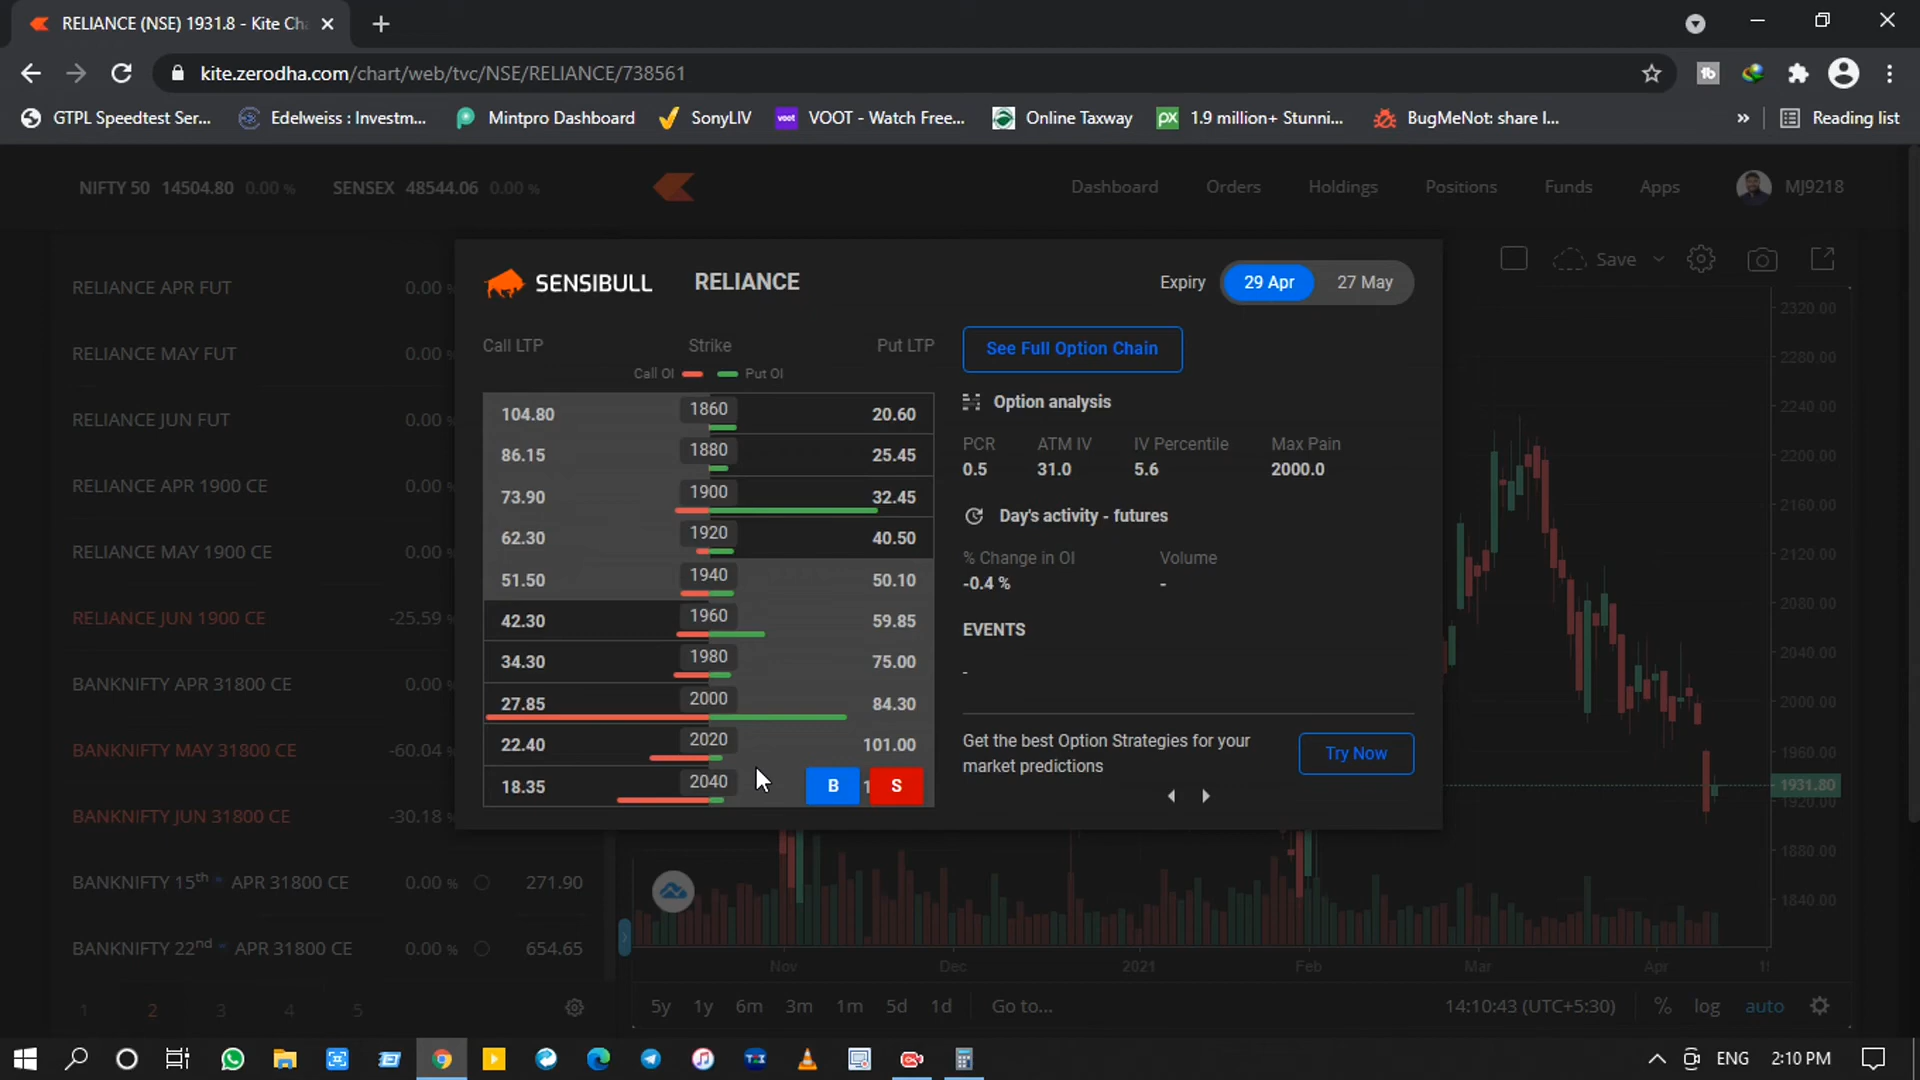 RELIANCE (NSE) 1931.8 - Kite Ch
kite.zerodha.com/chart/web/tvc/NSE/RELIANCE/738561
GTPL Speedtest Ser...
Edelweiss : Investm...
Mintpro Dashboard
SonyLIV
VOOT - Watch Free...
Online Taxway
1.9 million+ Stunni...
BugMeNot: share l...
»
Reading list
NIFTY 50 14504.80 0.00 %
SENSEX 48544.06 0.00 %
Dashboard
Orders
Holdings
Positions
Funds
Apps
MJ9218
RELIANCE APR FUT 0.00 %
RELIANCE MAY FUT 0.00 %
RELIANCE JUN FUT 0.00 %
RELIANCE APR 1900 CE 0.00 %
RELIANCE MAY 1900 CE 0.00 %
RELIANCE JUN 1900 CE -25.59
BANKNIFTY APR 31800 CE 0.00 %
BANKNIFTY MAY 31800 CE -60.04
BANKNIFTY JUN 31800 CE -30.18
BANKNIFTY 15th APR 31800 CE 0.00 % 271.90
BANKNIFTY 22nd APR 31800 CE 0.00 % 654.65
1 2 3 4 5
SENSIBULL
RELIANCE
Expiry 29 Apr 27 May
Call LTP Strike Put LTP
Call OI Put OI
104.80 1860 20.60
86.15 1880 25.45
73.90 1900 32.45
62.30 1920 40.50
51.50 1940 50.10
42.30 1960 59.85
34.30 1980 75.00
27.85 2000 84.30
22.40 2020 101.00
18.35 2040 B 1 S
See Full Option Chain
Option analysis
PCR ATM IV IV Percentile Max Pain
0.5 31.0 5.6 2000.0
Day's activity - futures
% Change in OI Volume
-0.4 % -
EVENTS
-
Get the best Option Strategies for your
market predictions
Try Now
Save
2320.00
2280.00
2240.00
2200.00
2160.00
2120.00
2080.00
2040.00
2000.00
1960.00
1931.80
1920.00
1880.00
1840.00
Nov Dec 2021 Feb Mar Apr
5y 1y 6m 3m 1m 5d 1d Go to...
14:10:43 (UTC+5:30) % log auto
ENG 2:10 PM